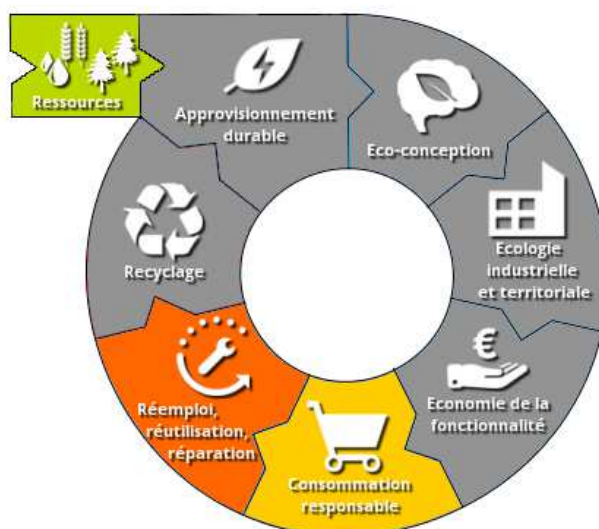 Ressources
Approvisionnement
durable
Eco-conception
Ecologie
industrielle
et territoriale
€
Economie de la
fonctionnalité
Consommation
responsable
Réemploi,
réutilisation,
réparation
Recyclage